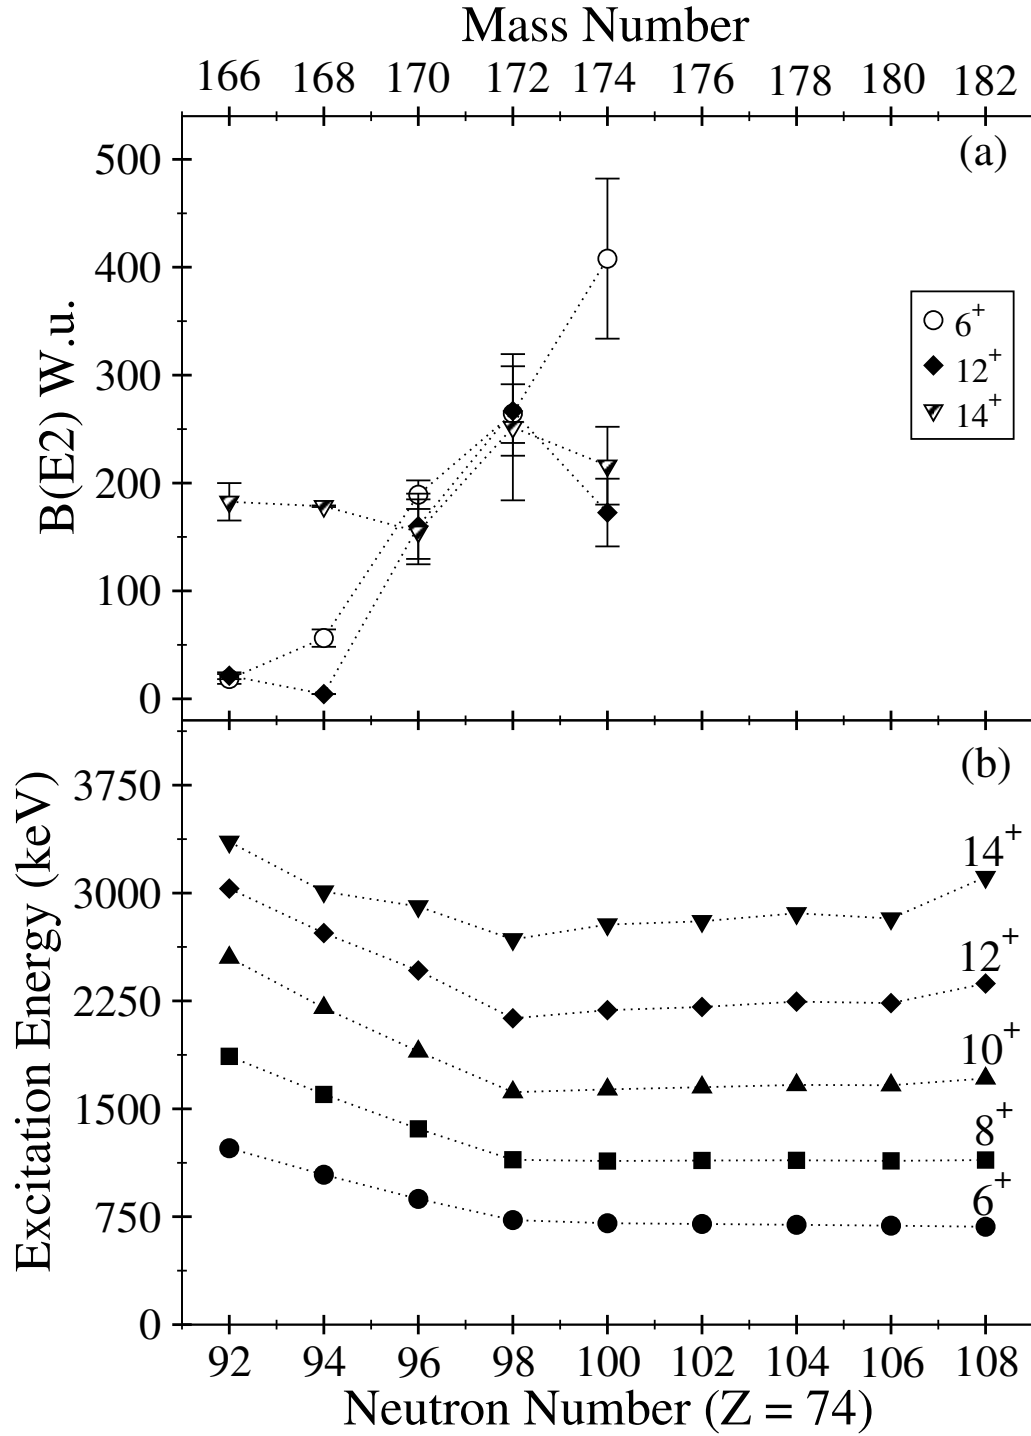 Mass Number
166 168 170 172 174 176 178 180 182
(a)
500
400
300
200
100
0
B(E2) W.u.
6+
12+
14+
(b)
3750
3000
2250
1500
750
0
Excitation Energy (keV)
14+
12+
10+
8+
6+
92 94 96 98 100 102 104 106 108
Neutron Number (Z = 74)